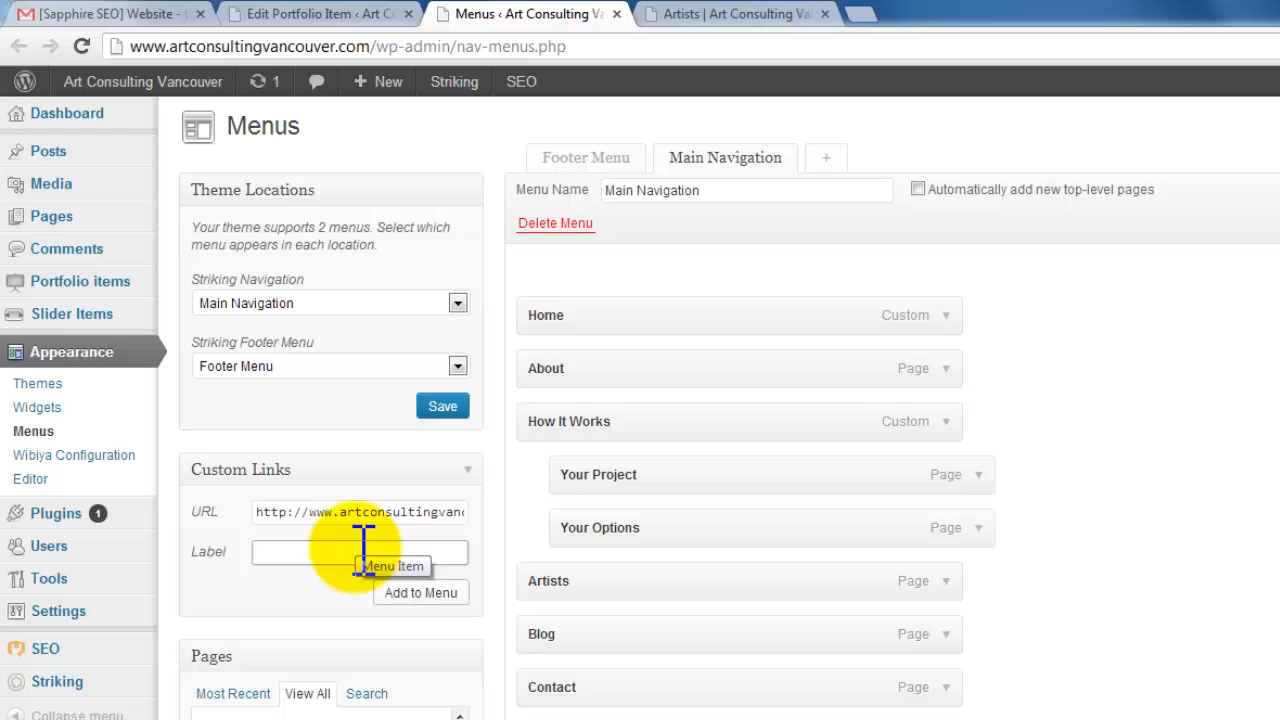 [Sapphire SEO] Website -
Edit Portfolio Item ‹ Art C
Menus ‹ Art Consulting Va
Artists | Art Consulting Va
www.artconsultingvancouver.com/wp-admin/nav-menus.php
Art Consulting Vancouver
1
New
Striking
SEO
Dashboard
Posts
Media
Pages
Comments
Portfolio items
Slider Items
Appearance
Themes
Widgets
Menus
Wibiya Configuration
Editor
Plugins 1
Users
Tools
Settings
SEO
Striking
Collapse menu
Menus
Theme Locations
Your theme supports 2 menus. Select which
menu appears in each location.
Striking Navigation
Main Navigation
Striking Footer Menu
Footer Menu
Save
Custom Links
URL
http://www.artconsultingvanc
Label
Menu Item
Add to Menu
Pages
Most Recent
View All
Search
Footer Menu
Main Navigation
+
Menu Name
Main Navigation
Automatically add new top-level pages
Delete Menu
Home Custom
About Page
How It Works Custom
Your Project Page
Your Options Page
Artists Page
Blog Page
Contact Page